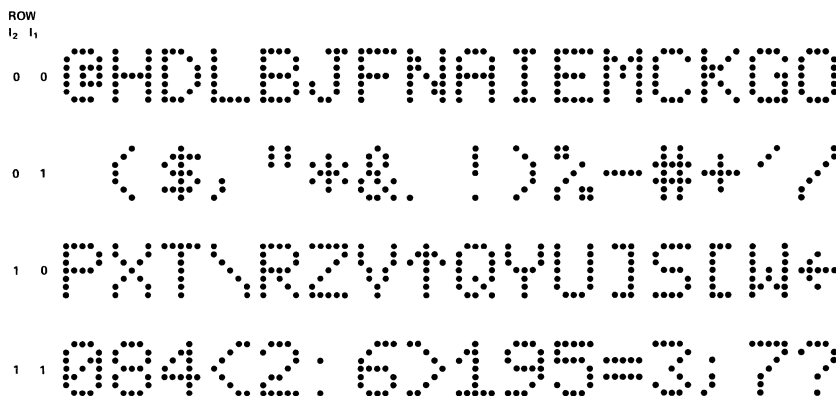 ROW
I₂ I₁
0 0 @HDLBJFNAIEMCKGO
0 1 ($,"*&.!)%-#+'/
1 0 PXT\RZV↑QYU]S[W←
1 1 084<2:6>195=3;7?